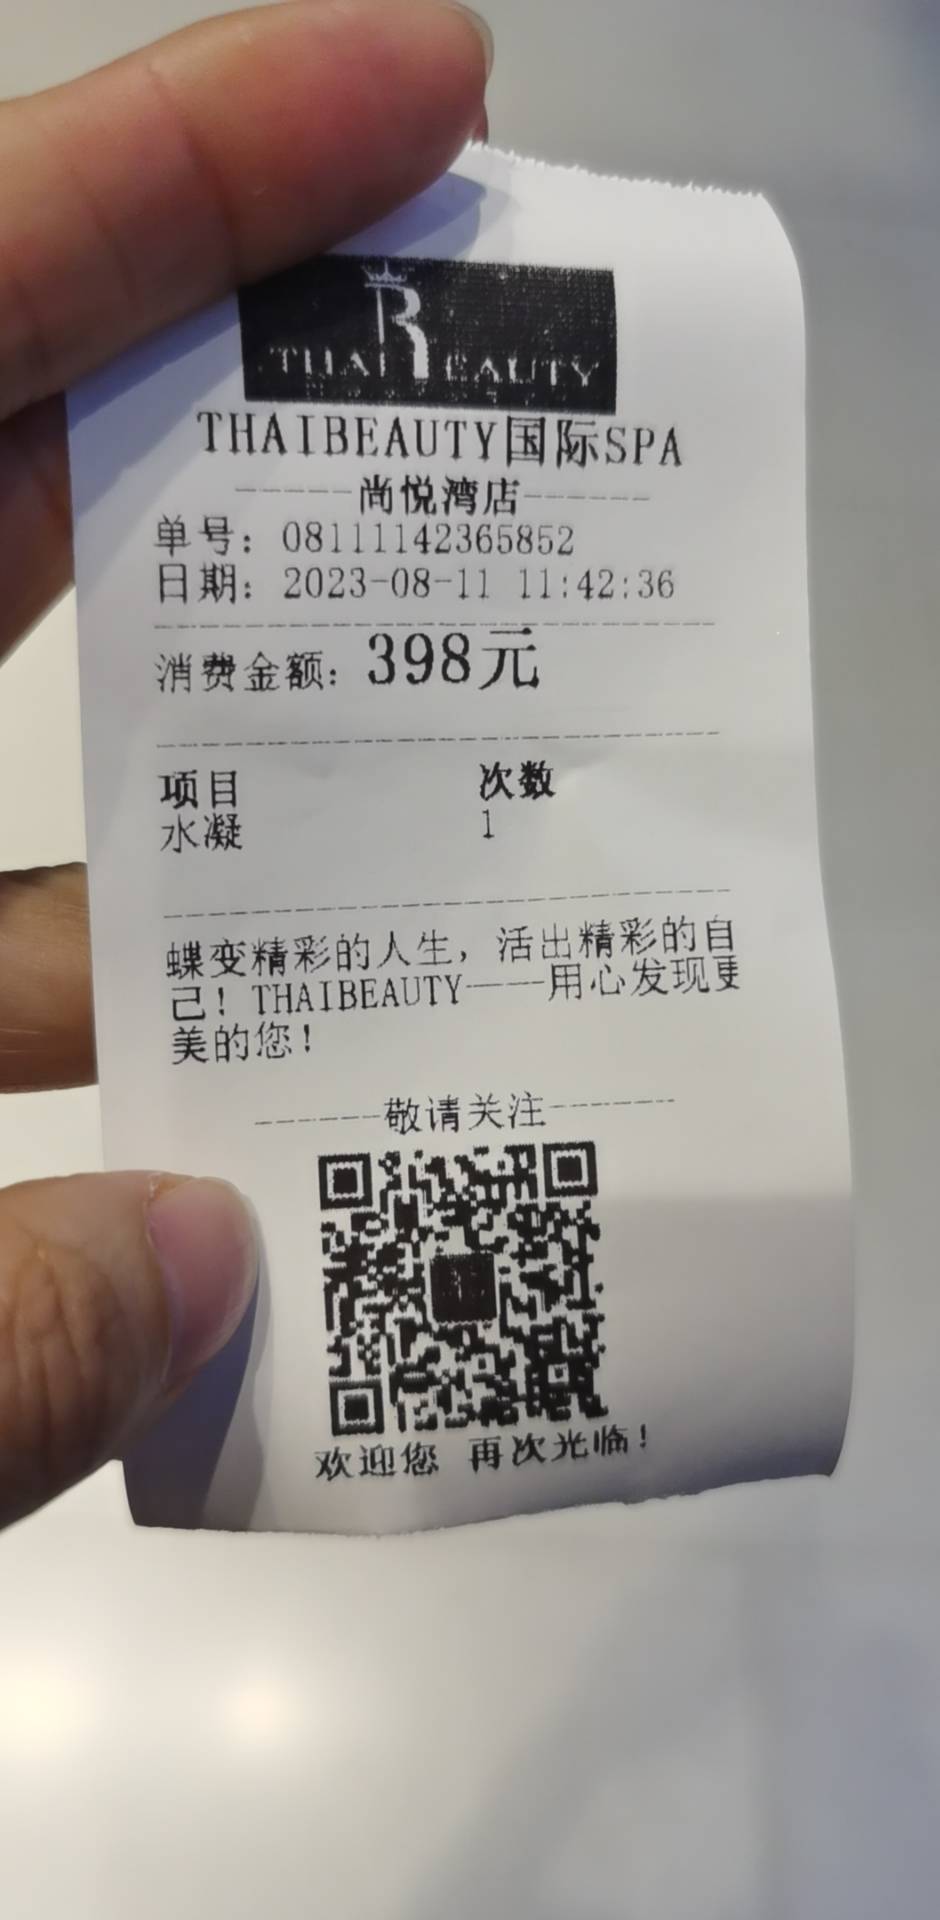 THAI BEAUTY
THAIBEAUTY国际SPA
-----尚悦湾店------
单号：08111142365852
日期：2023-08-11 11:42:36
消费金额：398元
项目 次数
水凝 1
蝶变精彩的人生，活出精彩的自
己！THAIBEAUTY——用心发现更
美的您！
------敬请关注------
欢迎您 再次光临！